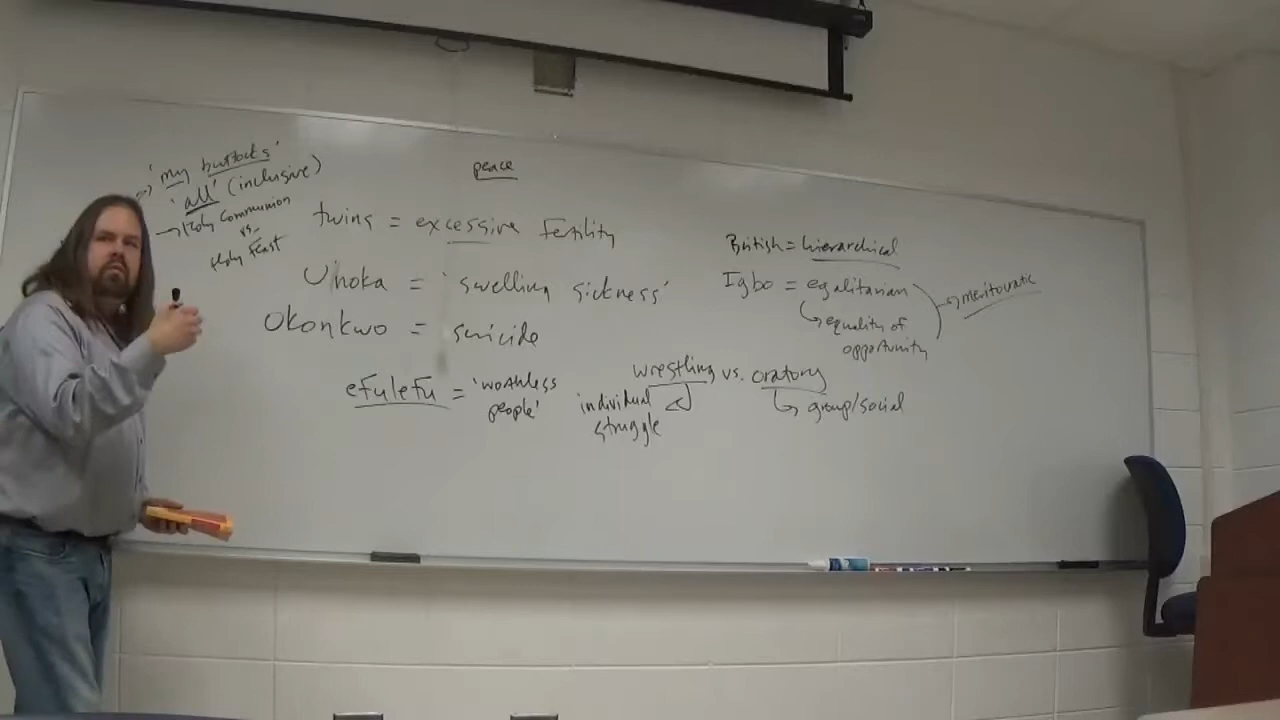 → 'my buttocks'
'all' (inclusive)
→ Holy Communion
vs.
Holy Feast
peace
twins = excessive fertility
Unoka = 'swelling sickness'
Okonkwo = suicide
efulefu = 'worthless
people'
British = hierarchical
Igbo = egalitarian → meritocratic
↳ equality of
opportunity
wrestling vs. oratory
individual
struggle
↳ group/social